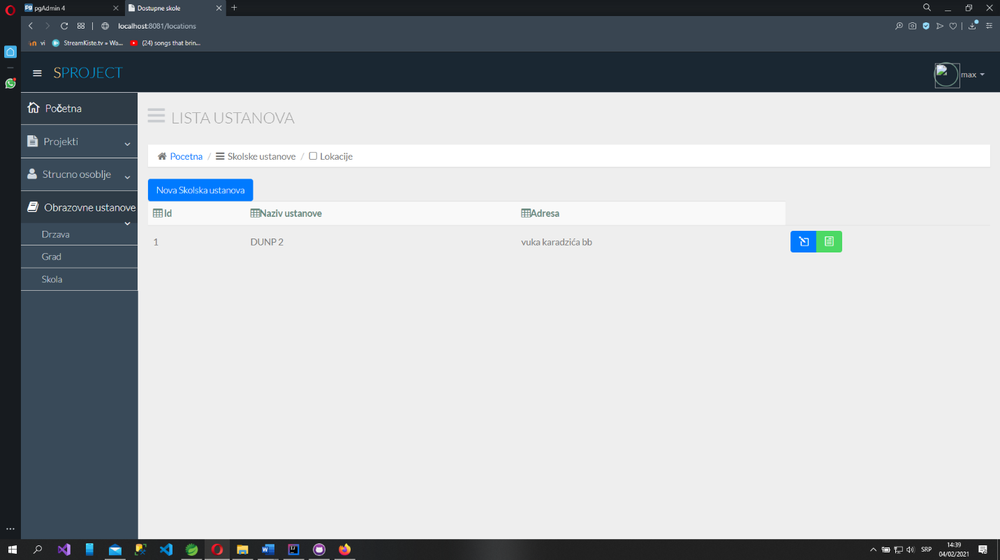 Pg pgAdmin 4
Dostupne skole
localhost:8081/locations
vi
StreamKiste.tv » Wa...
(24) songs that brin...
SPROJECT
max
Početna
Projekti
Strucno osoblje
Obrazovne ustanove
Drzava
Grad
Skola
LISTA USTANOVA
Pocetna / Skolske ustanove / Lokacije
Nova Skolska ustanova
Id Naziv ustanove Adresa
1 DUNP 2 vuka karadzića bb
SRP
14:39
04/02/2021